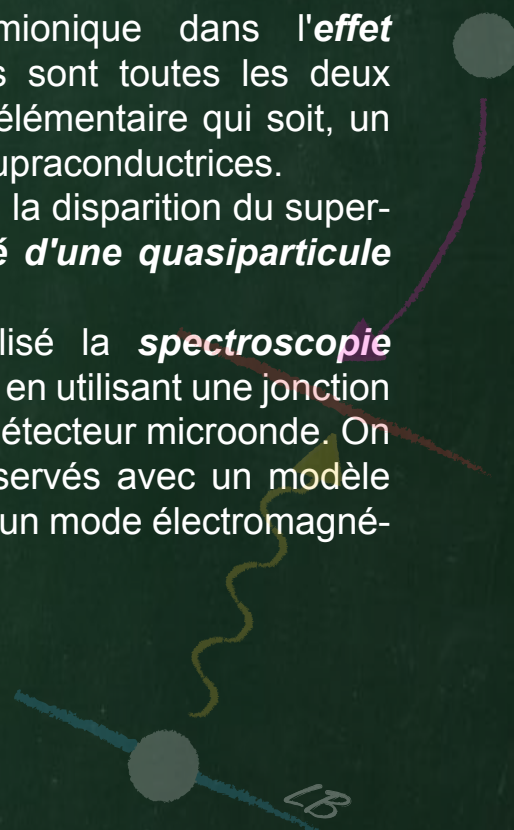 mionique dans l'effet
s sont toutes les deux
élémentaire qui soit, un
upraconductrices.
la disparition du super-
é d'une quasiparticule
lisé la spectroscopie
en utilisant une jonction
étecteur microonde. On
servés avec un modèle
un mode électromagné-
LB